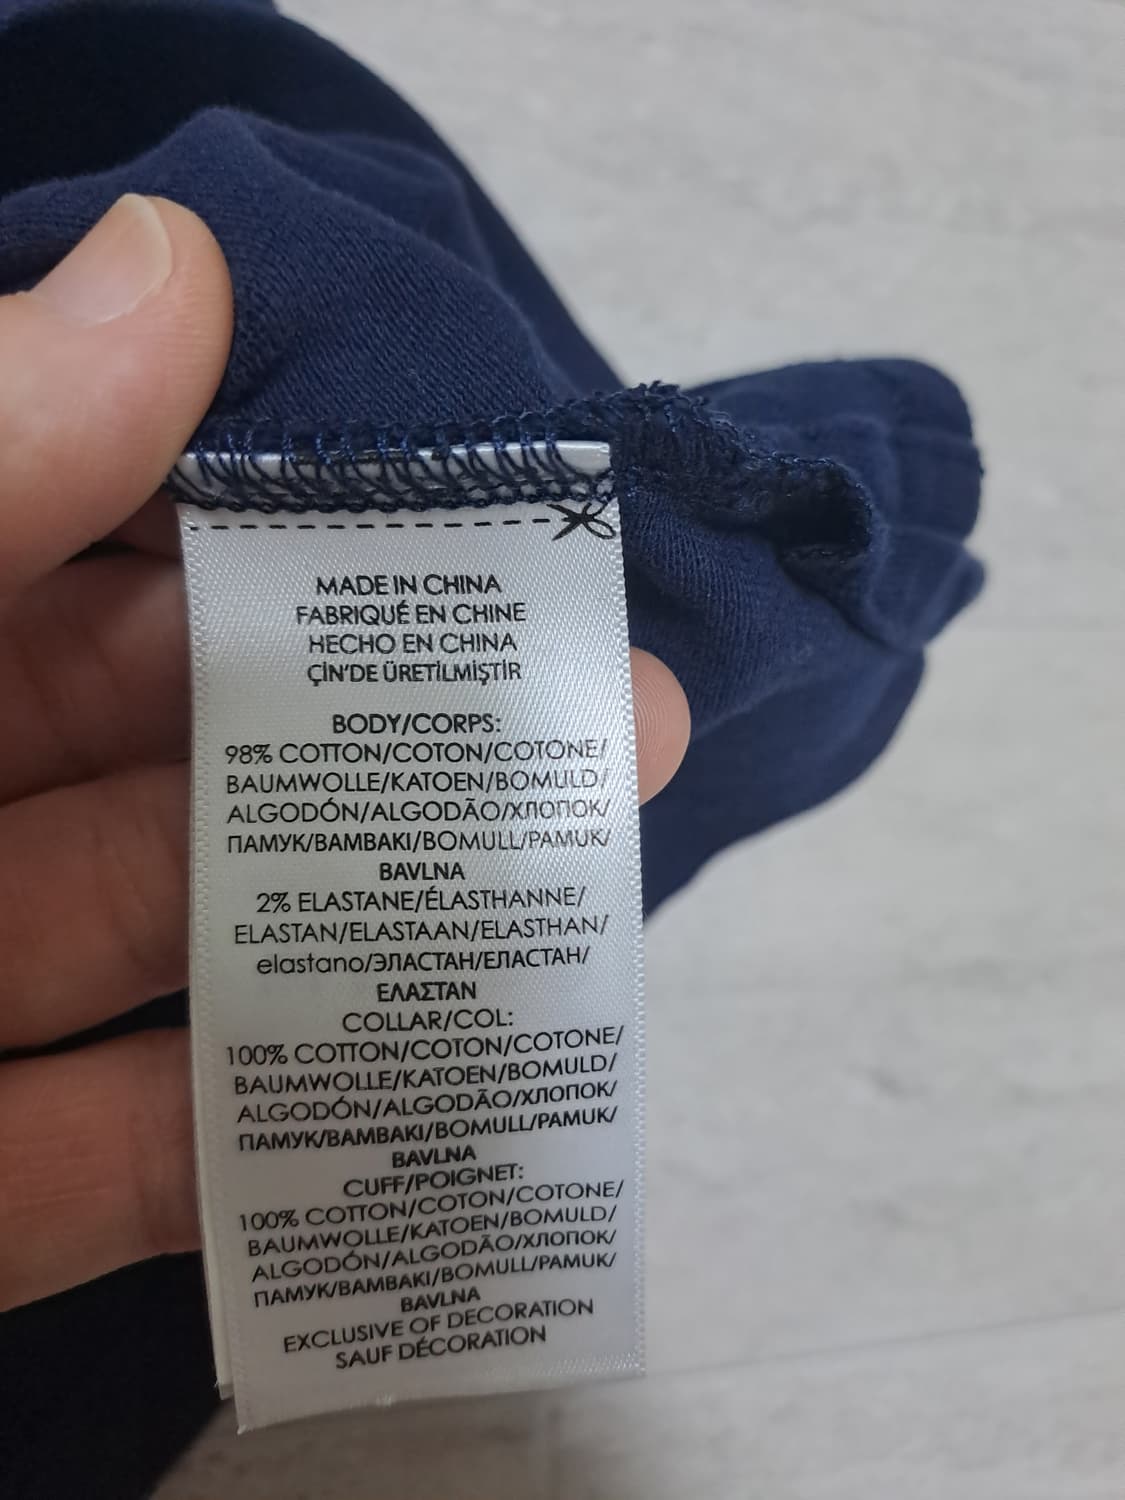 MADE IN CHINA
FABRIQUÉ EN CHINE
HECHO EN CHINA
ÇİN'DE ÜRETİLMİŞTİR
BODY/CORPS:
98% COTTON/COTON/COTONE/
BAUMWOLLE/KATOEN/BOMULD/
ALGODÓN/ALGODÃO/ХЛОПОК/
ПАМУК/ΒΑΜΒΑΚΙ/BOMULL/PAMUK/
BAVLNA
2% ELASTANE/ÉLASTHANNE/
ELASTAN/ELASTAAN/ELASTHAN/
elastano/ЭЛАСТАН/ЕЛАСТАН/
ΕΛΑΣΤΑΝ
COLLAR/COL:
100% COTTON/COTON/COTONE/
BAUMWOLLE/KATOEN/BOMULD/
ALGODÓN/ALGODÃO/ХЛОПОК/
ПАМУК/ΒΑΜΒΑΚΙ/BOMULL/PAMUK/
BAVLNA
CUFF/POIGNET:
100% COTTON/COTON/COTONE/
BAUMWOLLE/KATOEN/BOMULD/
ALGODÓN/ALGODÃO/ХЛОПОК/
ПАМУК/ΒΑΜΒΑΚΙ/BOMULL/PAMUK/
BAVLNA
EXCLUSIVE OF DECORATION
SAUF DÉCORATION